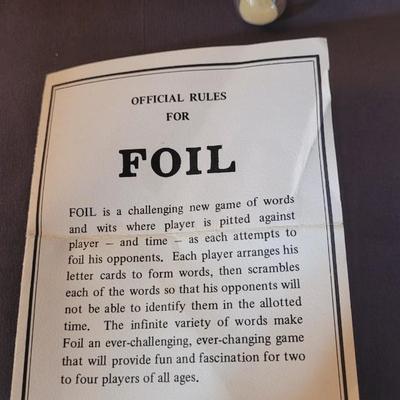 OFFICIAL RULES
FOR
FOIL
FOIL is a challenging new game of words
and wits where player is pitted against
player – and time – as each attempts to
foil his opponents. Each player arranges his
letter cards to form words, then scrambles
each of the words so that his opponents will
not be able to identify them in the allotted
time. The infinite variety of words make
Foil an ever-challenging, ever-changing game
that will provide fun and fascination for two
to four players of all ages.